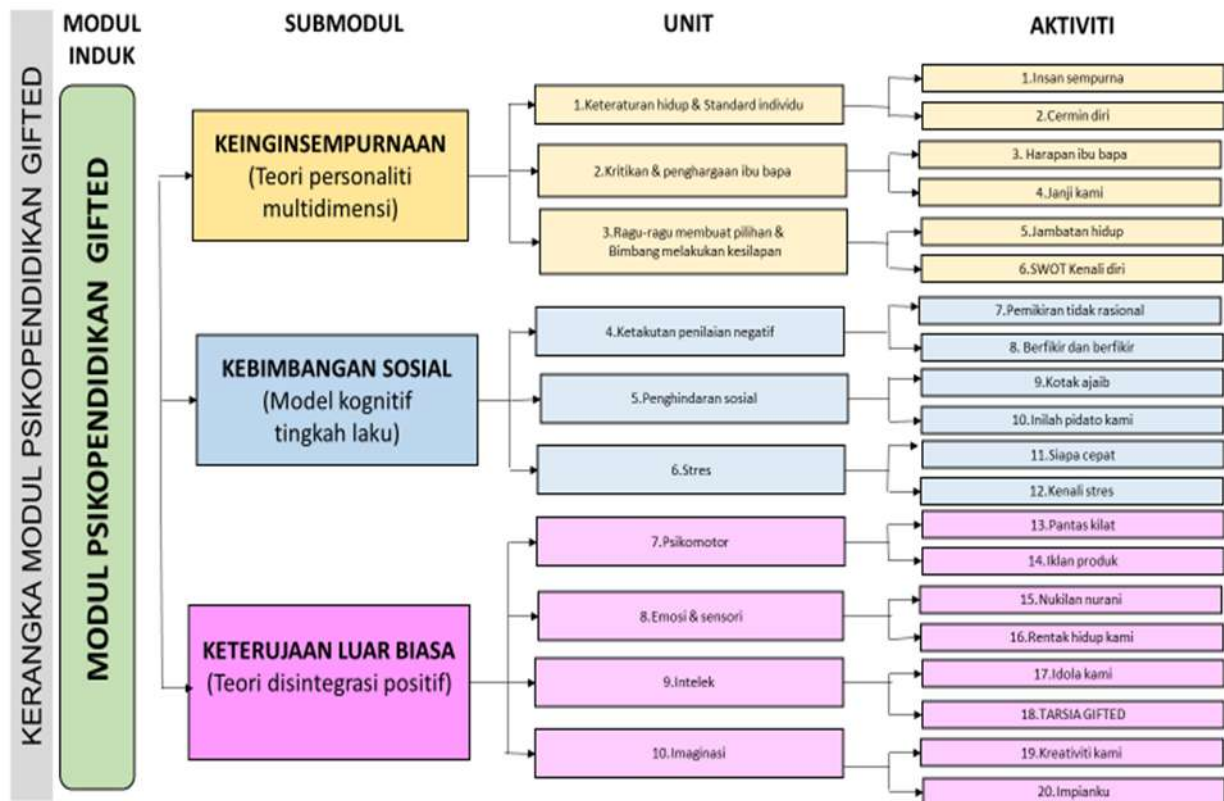 KERANGKA MODUL PSIKOPENDIDIKAN GIFTED
MODUL
INDUK
SUBMODUL
UNIT
AKTIVITI
MODUL PSIKOPENDIDIKAN GIFTED
KEINGINSEMPURNAAN
(Teori personaliti
multidimensi)
1.Keteraturan hidup & Standard individu
1.Insan sempurna
2.Cermin diri
2.Kritikan & penghargaan ibu bapa
3. Harapan ibu bapa
4.Janji kami
3.Ragu-ragu membuat pilihan &
Bimbang melakukan kesilapan
5.Jambatan hidup
6.SWOT Kenali diri
KEBIMBANGAN SOSIAL
(Model kognitif
tingkah laku)
4.Ketakutan penilaian negatif
7.Pemikiran tidak rasional
8. Berfikir dan berfikir
5.Penghindaran sosial
9.Kotak ajaib
10.Inilah pidato kami
6.Stres
11.Siapa cepat
12.Kenali stres
KETERUJAAN LUAR BIASA
(Teori disintegrasi positif)
7.Psikomotor
13.Pantas kilat
14.Iklan produk
8.Emosi & sensori
15.Nukilan nurani
16.Rentak hidup kami
9.Intelek
17.Idola kami
18.TARSIA GIFTED
10.Imaginasi
19.Kreativiti kami
20.Impianku